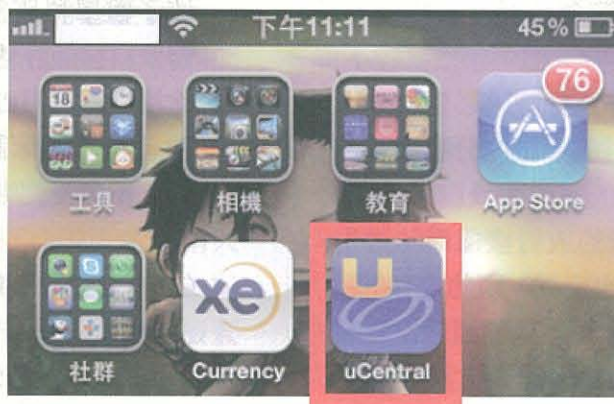 下午11:11 45%
76
18
工具 相機 教育 App Store
xe U
社群 Currency uCentral